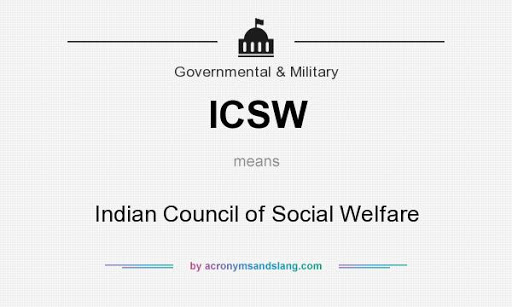 Governmental & Military
ICSW
means
Indian Council of Social Welfare
by acronymsandslang.com